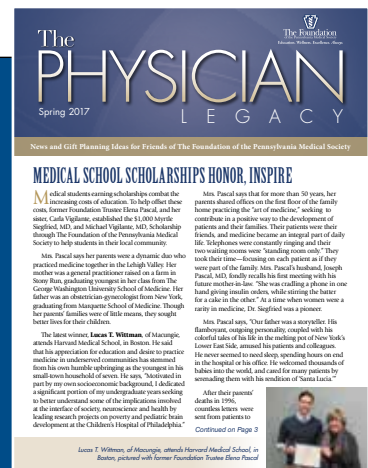 The Foundation
of the Pennsylvania Medical Society
Education. Wellness. Excellence. Always.
The
PHYSICIAN
Spring 2017
LEGACY
News and Gift Planning Ideas for Friends of The Foundation of the Pennsylvania Medical Society
MEDICAL SCHOOL SCHOLARSHIPS HONOR, INSPIRE
Medical students earning scholarships combat the
increasing costs of education. To help offset these
costs, former Foundation Trustee Elena Pascal, and her
sister, Carla Vigilante, established the $1,000 Myrtle
Siegfried, MD, and Michael Vigilante, MD, Scholarship
through The Foundation of the Pennsylvania Medical
Society to help students in their local community.
Mrs. Pascal says her parents were a dynamic duo who
practiced medicine together in the Lehigh Valley. Her
mother was a general practitioner raised on a farm in
Stony Run, graduating youngest in her class from The
George Washington University School of Medicine. Her
father was an obstetrician-gynecologist from New York,
graduating from Marquette School of Medicine. Though
her parents' families were of little means, they sought
better lives for their children.
The latest winner, Lucas T. Wittman, of Macungie,
attends Harvard Medical School, in Boston. He said
that his appreciation for education and desire to practice
medicine in underserved communities has stemmed
from his own humble upbringing as the youngest in his
small-town household of seven. He says, "Motivated in
part by my own socioeconomic background, I dedicated
a significant portion of my undergraduate years seeking
to better understand some of the implications involved
at the interface of society, neuroscience and health by
leading research projects on poverty and pediatric brain
development at the Children's Hospital of Philadelphia."
Mrs. Pascal says that for more than 50 years, her
parents shared offices on the first floor of the family
home practicing the "art of medicine," seeking to
contribute in a positive way to the development of
patients and their families. Their patients were their
friends, and medicine became an integral part of daily
life. Telephones were constantly ringing and their
two waiting rooms were "standing room only." They
took their time—focusing on each patient as if they
were part of the family. Mrs. Pascal's husband, Joseph
Pascal, MD, fondly recalls his first meeting with his
future mother-in-law. "She was cradling a phone in one
hand giving insulin orders, while stirring the batter
for a cake in the other." At a time when women were a
rarity in medicine, Dr. Siegfried was a pioneer.
Mrs. Pascal says, "Our father was a storyteller. His
flamboyant, outgoing personality, coupled with his
colorful tales of his life in the melting pot of New York's
Lower East Side, amused his patients and colleagues.
He never seemed to need sleep, spending hours on end
in the hospital or his office. He welcomed thousands of
babies into the world, and cared for many patients by
serenading them with his rendition of 'Santa Lucia.'"
After their parents'
deaths in 1996,
countless letters were
sent from patients to
Continued on Page 3
Lucas T. Wittman, of Macungie, attends Harvard Medical School, in
Boston, pictured with former Foundation Trustee Elena Pascal